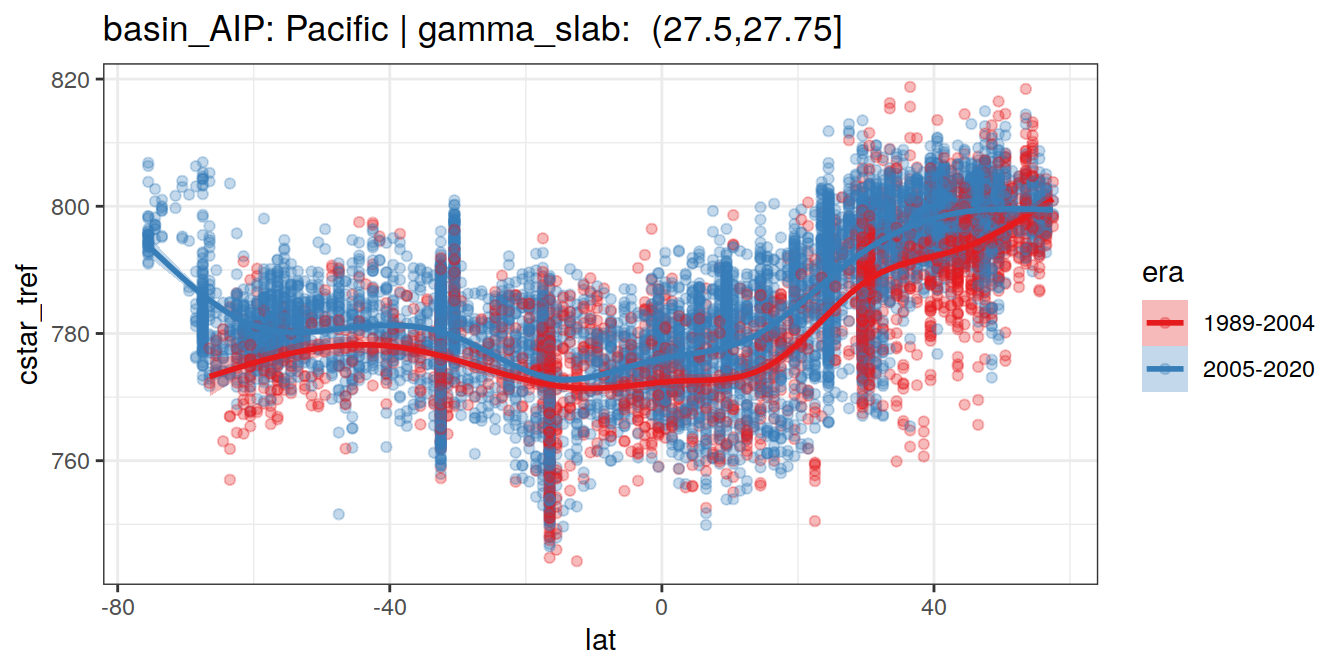 basin_AIP: Pacific | gamma_slab:  (27.5,27.75]
820
800
780
760
cstar_tref
-80
-40
0
40
lat
era
1989-2004
2005-2020